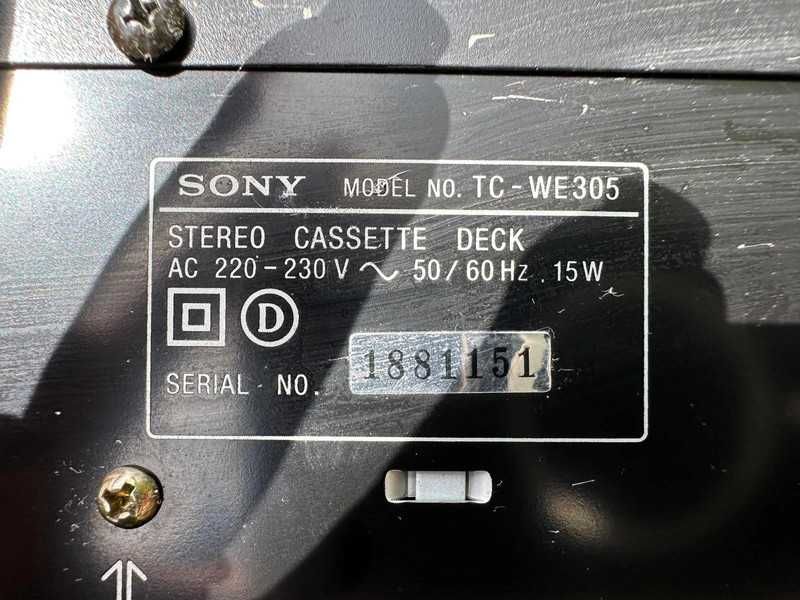 SONY MODEL NO. TC-WE305
STEREO CASSETTE DECK
AC 220-230V ~ 50/60Hz 15W
D
SERIAL NO. 1881151